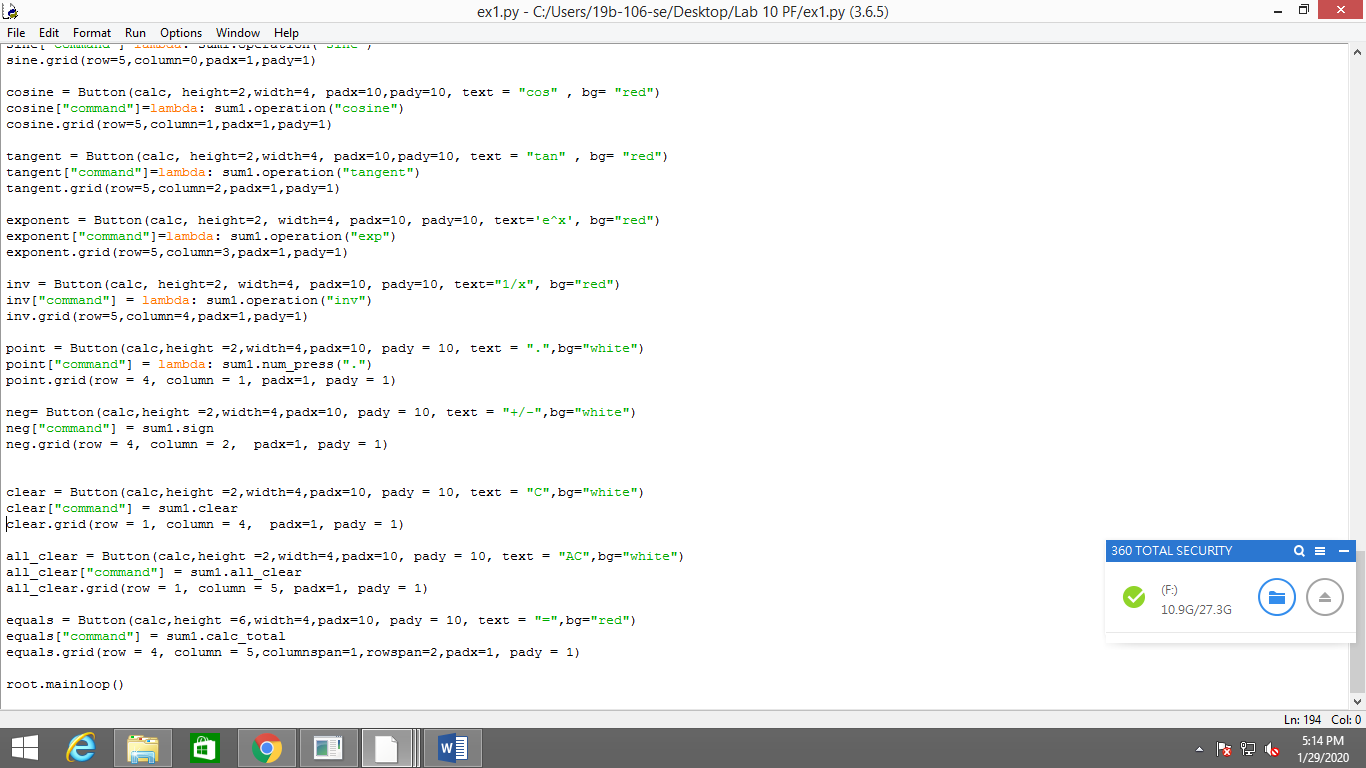 ex1.py - C:/Users/19b-106-se/Desktop/Lab 10 PF/ex1.py (3.6.5)
File Edit Format Run Options Window Help
sine["command"]=lambda: sum1.operation("sine")
sine.grid(row=5,column=0,padx=1,pady=1)
cosine = Button(calc, height=2,width=4, padx=10,pady=10, text = "cos" , bg= "red")
cosine["command"]=lambda: sum1.operation("cosine")
cosine.grid(row=5,column=1,padx=1,pady=1)
tangent = Button(calc, height=2,width=4, padx=10,pady=10, text = "tan" , bg= "red")
tangent["command"]=lambda: sum1.operation("tangent")
tangent.grid(row=5,column=2,padx=1,pady=1)
exponent = Button(calc, height=2, width=4, padx=10, pady=10, text='e^x', bg="red")
exponent["command"]=lambda: sum1.operation("exp")
exponent.grid(row=5,column=3,padx=1,pady=1)
inv = Button(calc, height=2, width=4, padx=10, pady=10, text="1/x", bg="red")
inv["command"] = lambda: sum1.operation("inv")
inv.grid(row=5,column=4,padx=1,pady=1)
point = Button(calc,height =2,width=4,padx=10, pady = 10, text = ".",bg="white")
point["command"] = lambda: sum1.num_press(".")
point.grid(row = 4, column = 1, padx=1, pady = 1)
neg= Button(calc,height =2,width=4,padx=10, pady = 10, text = "+/-",bg="white")
neg["command"] = sum1.sign
neg.grid(row = 4, column = 2,  padx=1, pady = 1)
clear = Button(calc,height =2,width=4,padx=10, pady = 10, text = "C",bg="white")
clear["command"] = sum1.clear
clear.grid(row = 1, column = 4,  padx=1, pady = 1)
all_clear = Button(calc,height =2,width=4,padx=10, pady = 10, text = "AC",bg="white")
all_clear["command"] = sum1.all_clear
all_clear.grid(row = 1, column = 5, padx=1, pady = 1)
equals = Button(calc,height =6,width=4,padx=10, pady = 10, text = "=",bg="red")
equals["command"] = sum1.calc_total
equals.grid(row = 4, column = 5,columnspan=1,rowspan=2,padx=1, pady = 1)
root.mainloop()
360 TOTAL SECURITY
(F:)
10.9G/27.3G
Ln: 194 Col: 0
5:14 PM
1/29/2020